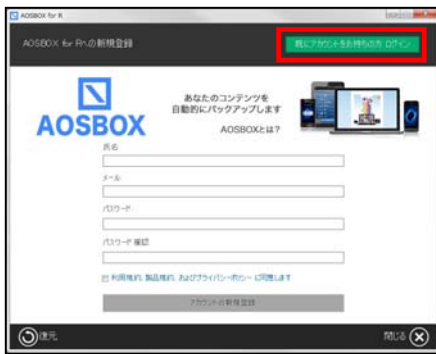 AOSBOX for R
AOSBOX for Rへの新規登録
既にアカウントをお持ちの方 ログイン
あなたのコンテンツを
自動的にバックアップします
AOSBOX
AOSBOXとは?
氏名
メール
パスワード
パスワード 確認
利用規約, 製品規約, およびプライバシーポリシー に同意します
アカウントの新規登録
復元
閉じる